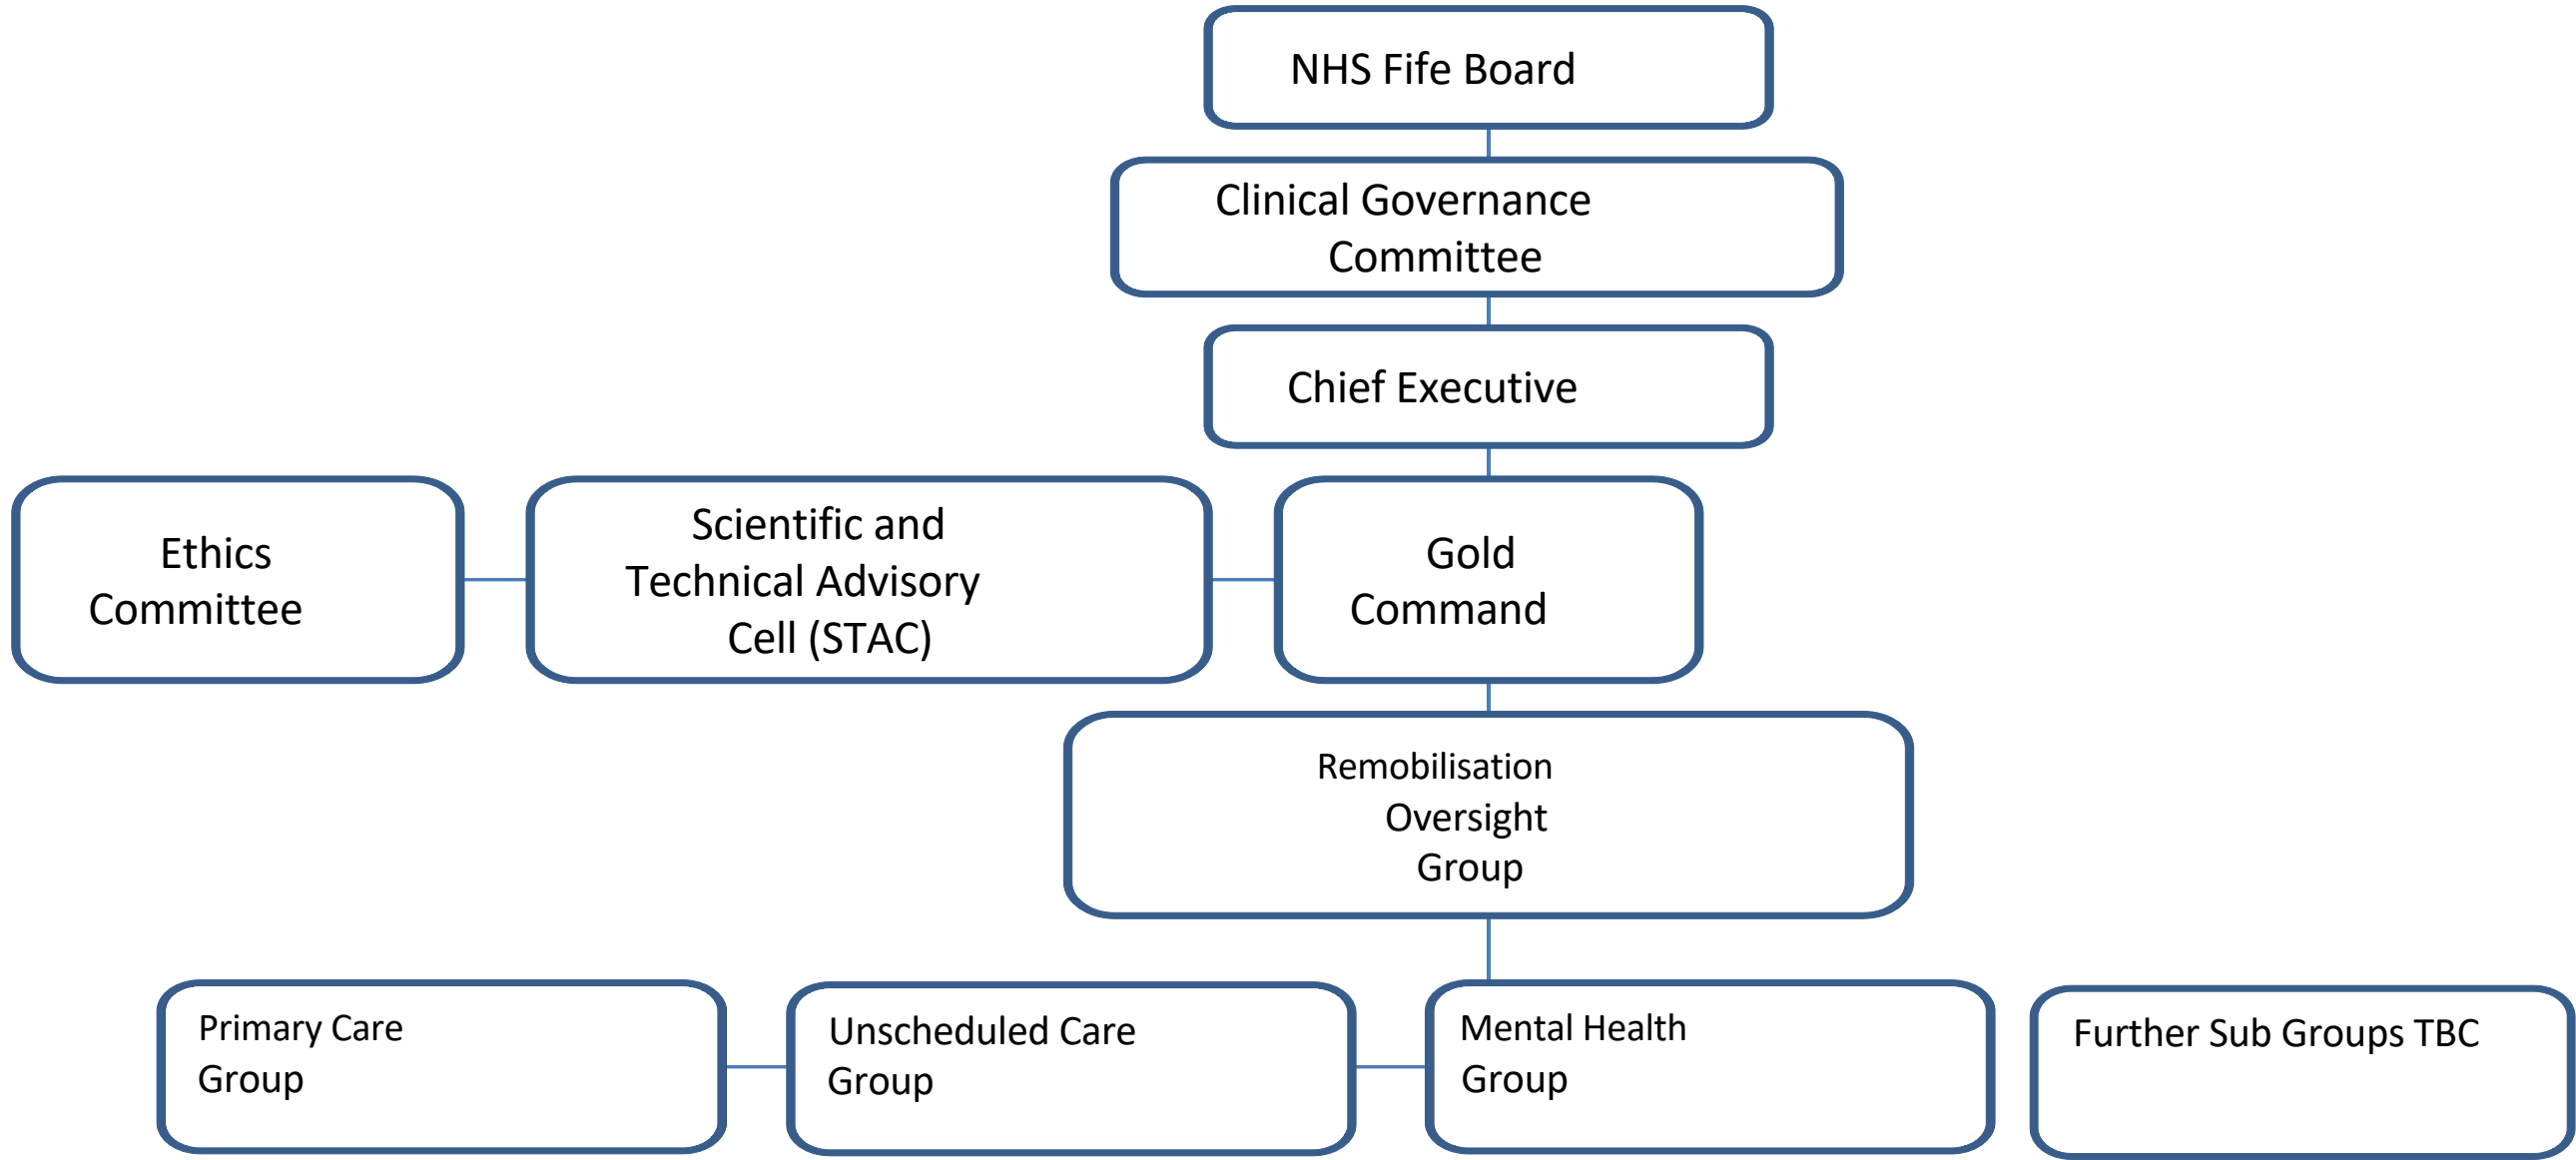 NHS Fife Board
Clinical Governance
Committee
Chief Executive
Ethics
Committee
Scientific and
Technical Advisory
Cell (STAC)
Gold
Command
Remobilisation
Oversight
Group
Primary Care
Group
Unscheduled Care
Group
Mental Health
Group
Further Sub Groups TBC